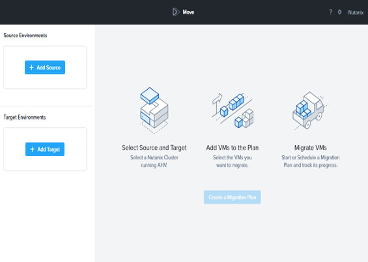 Move
? Nutanix
Source Environments
+ Add Source
Target Environments
+ Add Target
Select Source and Target
Select a Nutanix Cluster
running AHV.
Add VMs to the Plan
Select the VMs you
want to migrate.
Migrate VMs
Start or Schedule a Migration
Plan and track its progress.
Create a Migration Plan